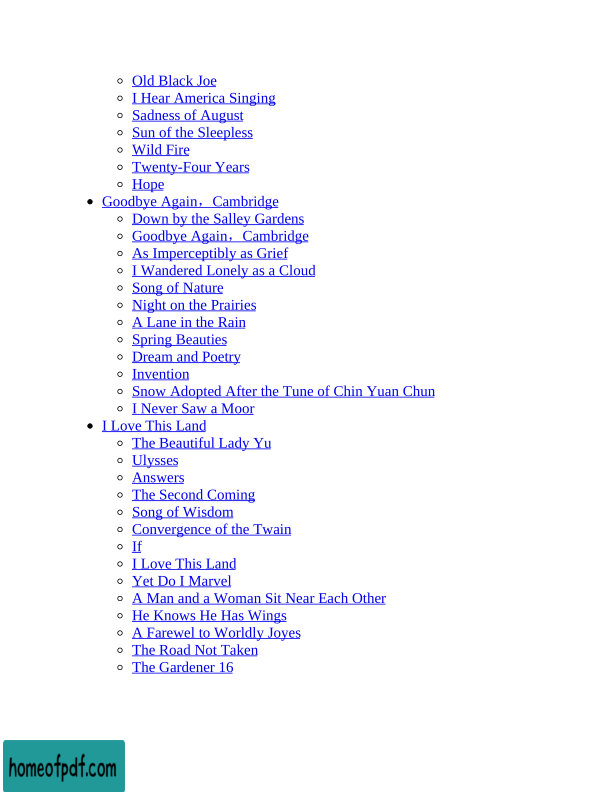 Old Black Joe
I Hear America Singing
Sadness of August
Sun of the Sleepless
Wild Fire
Twenty-Four Years
Hope
Goodbye Again，Cambridge
Down by the Salley Gardens
Goodbye Again，Cambridge
As Imperceptibly as Grief
I Wandered Lonely as a Cloud
Song of Nature
Night on the Prairies
A Lane in the Rain
Spring Beauties
Dream and Poetry
Invention
Snow Adopted After the Tune of Chin Yuan Chun
I Never Saw a Moor
I Love This Land
The Beautiful Lady Yu
Ulysses
Answers
The Second Coming
Song of Wisdom
Convergence of the Twain
If
I Love This Land
Yet Do I Marvel
A Man and a Woman Sit Near Each Other
He Knows He Has Wings
A Farewel to Worldly Joyes
The Road Not Taken
The Gardener 16
homeofpdf.com